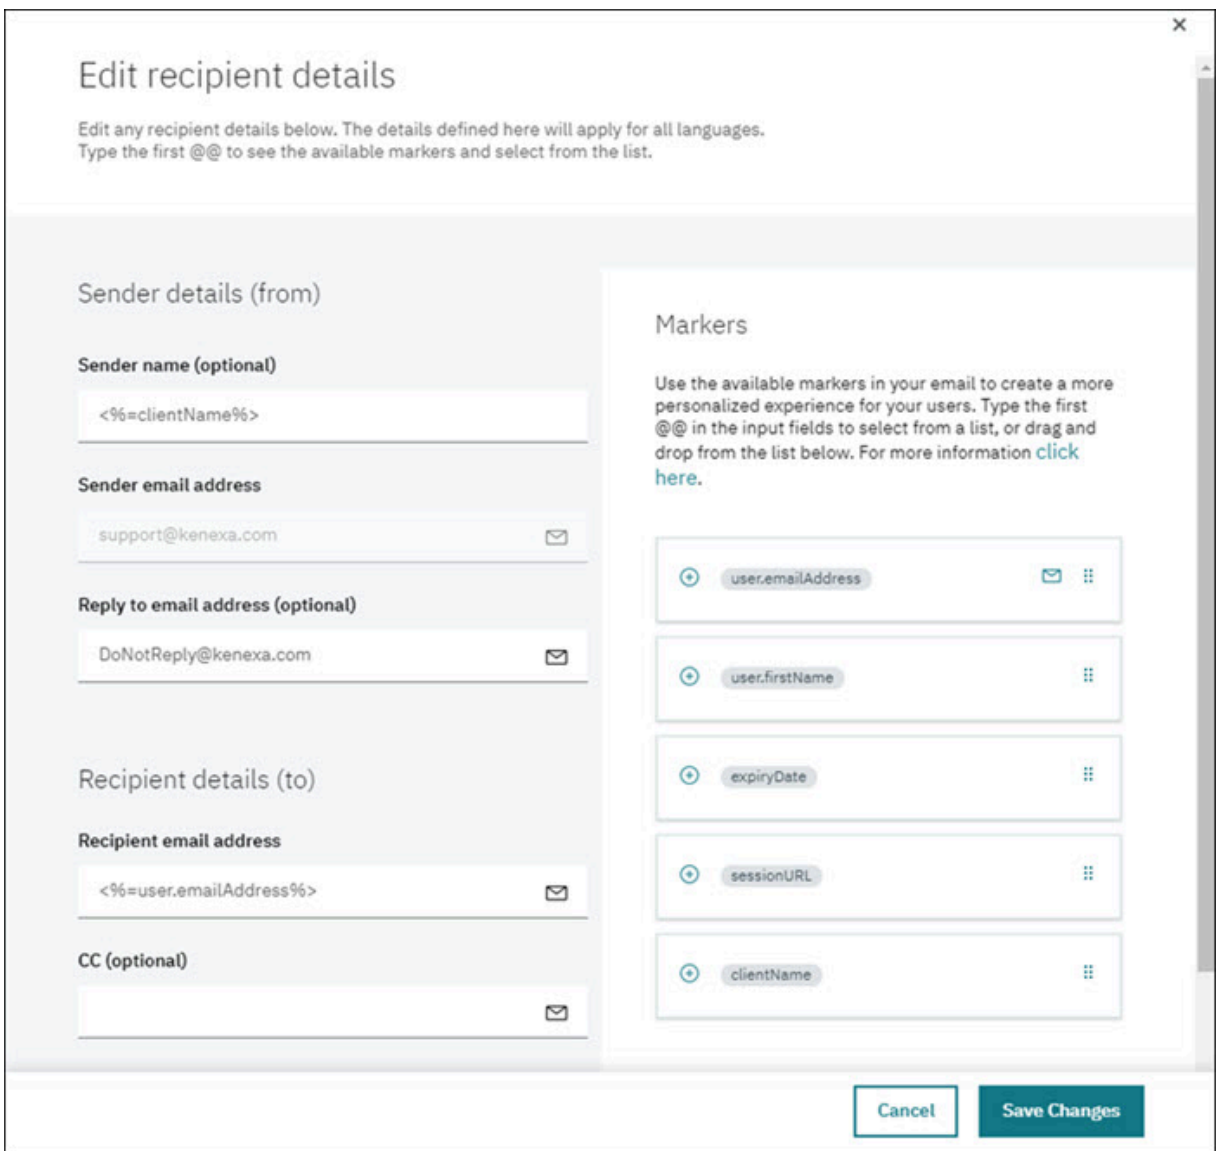 Edit recipient details
Edit any recipient details below. The details defined here will apply for all languages.
Type the first @@ to see the available markers and select from the list.
Sender details (from)
Sender name (optional)
<%=clientName%>
Sender email address
support@kenexa.com
Reply to email address (optional)
DoNotReply@kenexa.com
Recipient details (to)
Recipient email address
<%=user.emailAddress%>
CC (optional)
Markers
Use the available markers in your email to create a more
personalized experience for your users. Type the first
@@ in the input fields to select from a list, or drag and
drop from the list below. For more information click
here.
user.emailAddress
user.firstName
expiryDate
sessionURL
clientName
Cancel
Save Changes